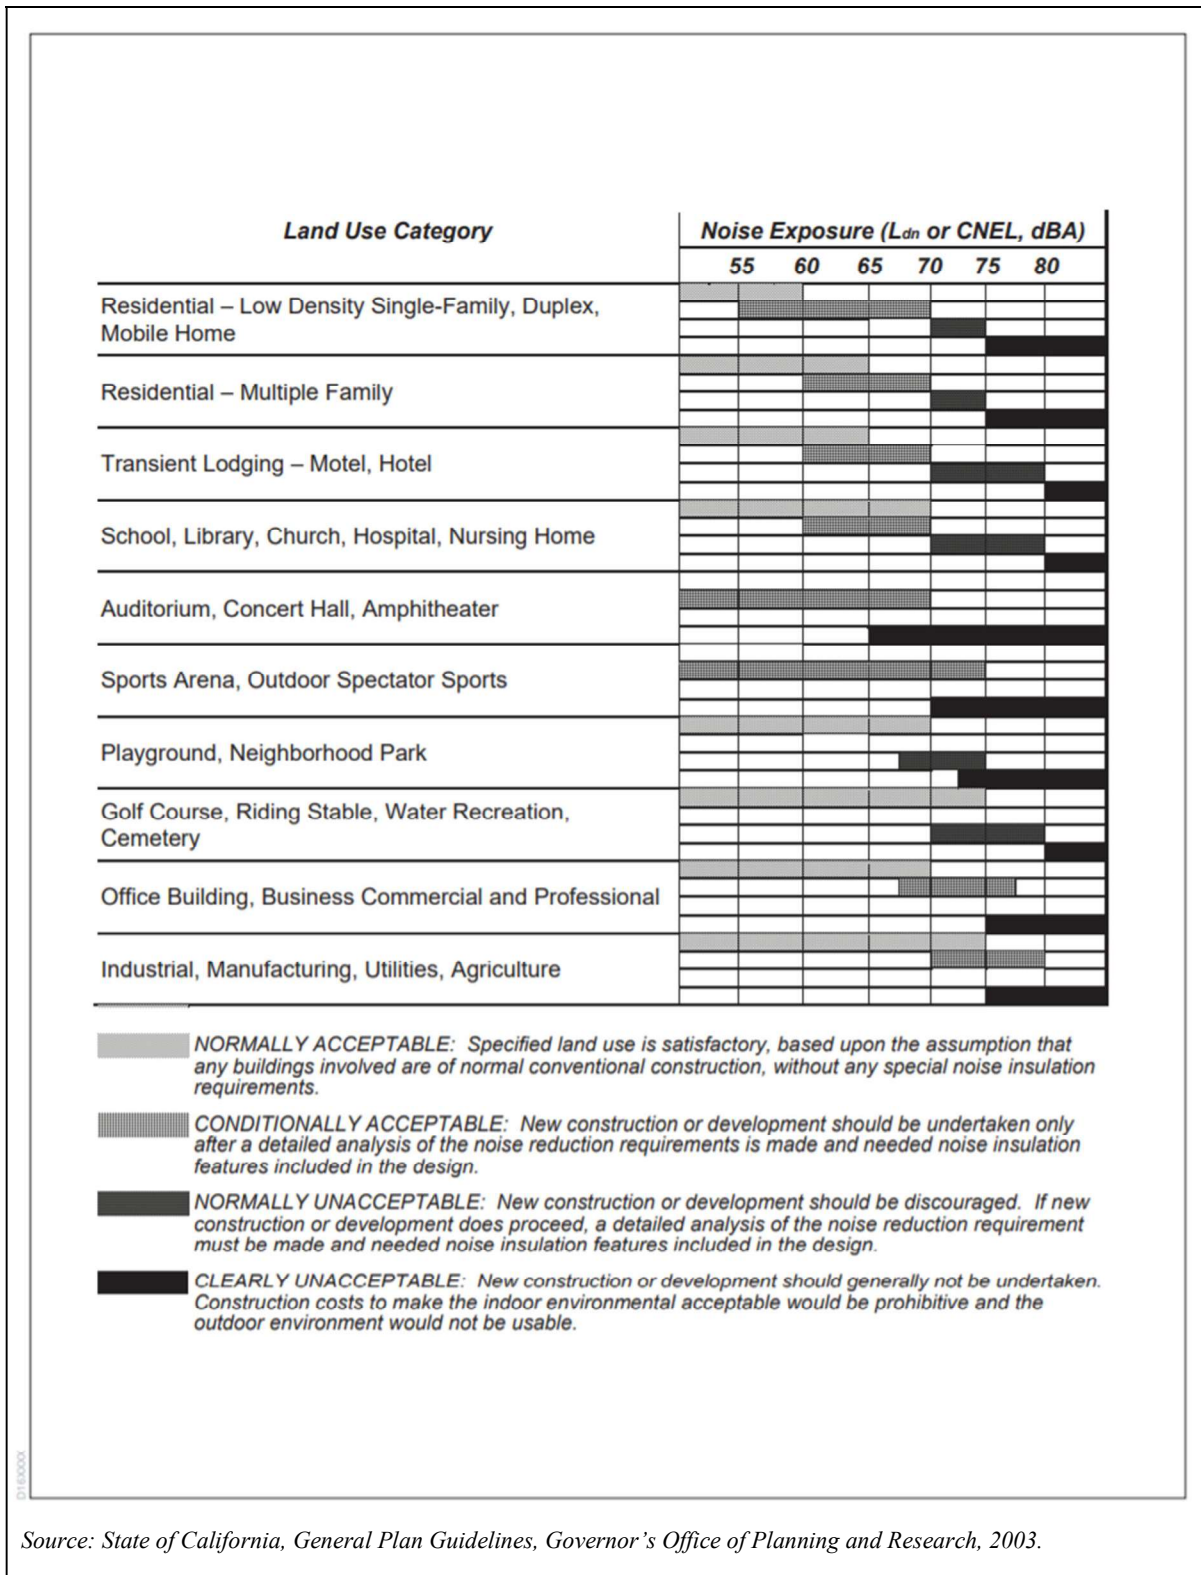 Land Use Category
Noise Exposure (Ldn or CNEL, dBA)
55 60 65 70 75 80
Residential – Low Density Single-Family, Duplex,
Mobile Home
Residential – Multiple Family
Transient Lodging – Motel, Hotel
School, Library, Church, Hospital, Nursing Home
Auditorium, Concert Hall, Amphitheater
Sports Arena, Outdoor Spectator Sports
Playground, Neighborhood Park
Golf Course, Riding Stable, Water Recreation,
Cemetery
Office Building, Business Commercial and Professional
Industrial, Manufacturing, Utilities, Agriculture
NORMALLY ACCEPTABLE: Specified land use is satisfactory, based upon the assumption that
any buildings involved are of normal conventional construction, without any special noise insulation
requirements.
CONDITIONALLY ACCEPTABLE: New construction or development should be undertaken only
after a detailed analysis of the noise reduction requirements is made and needed noise insulation
features included in the design.
NORMALLY UNACCEPTABLE: New construction or development should be discouraged. If new
construction or development does proceed, a detailed analysis of the noise reduction requirement
must be made and needed noise insulation features included in the design.
CLEARLY UNACCEPTABLE: New construction or development should generally not be undertaken.
Construction costs to make the indoor environmental acceptable would be prohibitive and the
outdoor environment would not be usable.
D16XXXX
Source: State of California, General Plan Guidelines, Governor's Office of Planning and Research, 2003.